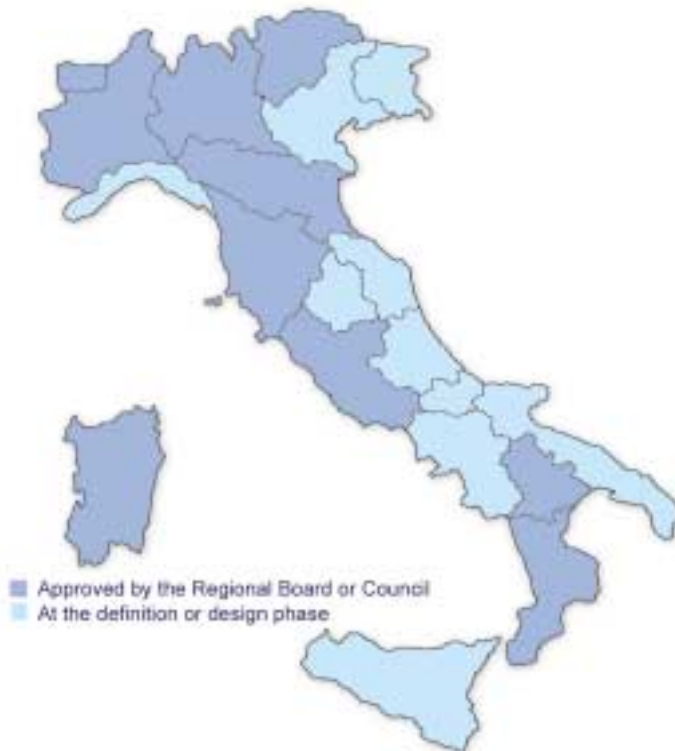 Approved by the Regional Board or Council
At the definition or design phase